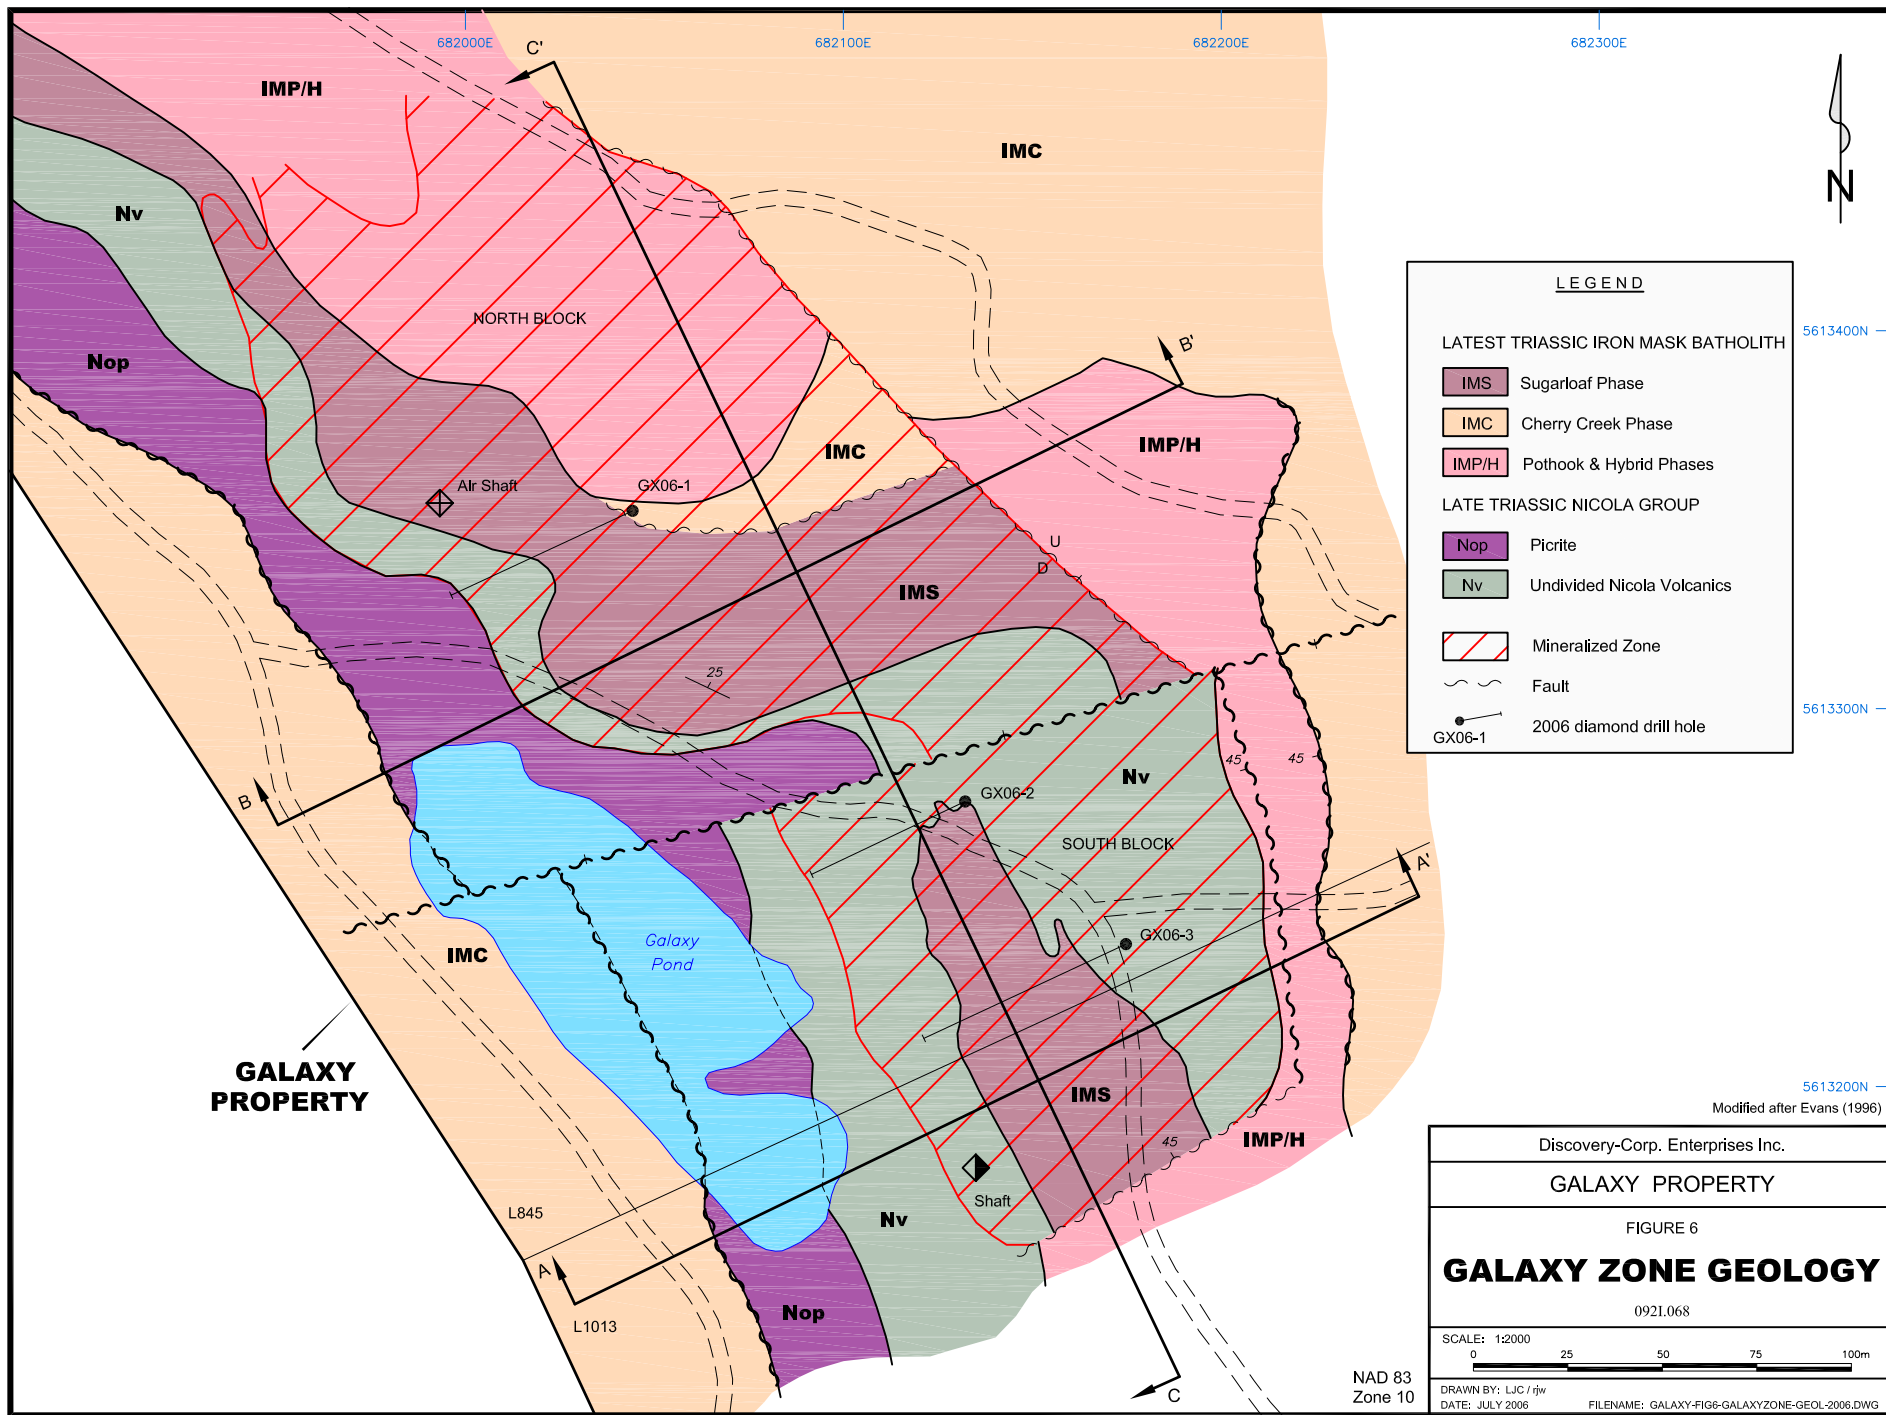 682000E
682100E
682200E
682300E
C'
IMP/H
IMC
N
Nv
NORTH BLOCK
B'
Nop
IMC
IMP/H
Air Shaft
GX06-1
U
D
IMS
25
LEGEND
LATEST TRIASSIC IRON MASK BATHOLITH
IMS Sugarloaf Phase
IMC Cherry Creek Phase
IMP/H Pothook & Hybrid Phases
LATE TRIASSIC NICOLA GROUP
Nop Picrite
Nv Undivided Nicola Volcanics
Mineralized Zone
Fault
GX06-1 2006 diamond drill hole
5613400N
5613300N
5613200N
45
45
Nv
GX06-2
B
SOUTH BLOCK
A'
Galaxy
Pond
IMC
GX06-3
GALAXY
PROPERTY
IMS
IMP/H
45
Shaft
L845
Nv
A
L1013
Nop
C
NAD 83
Zone 10
Modified after Evans (1996)
Discovery-Corp. Enterprises Inc.
GALAXY PROPERTY
FIGURE 6
GALAXY ZONE GEOLOGY
092I.068
SCALE: 1:2000
0 25 50 75 100m
DRAWN BY: LJC / rjw
DATE: JULY 2006
FILENAME: GALAXY-FIG6-GALAXYZONE-GEOL-2006.DWG